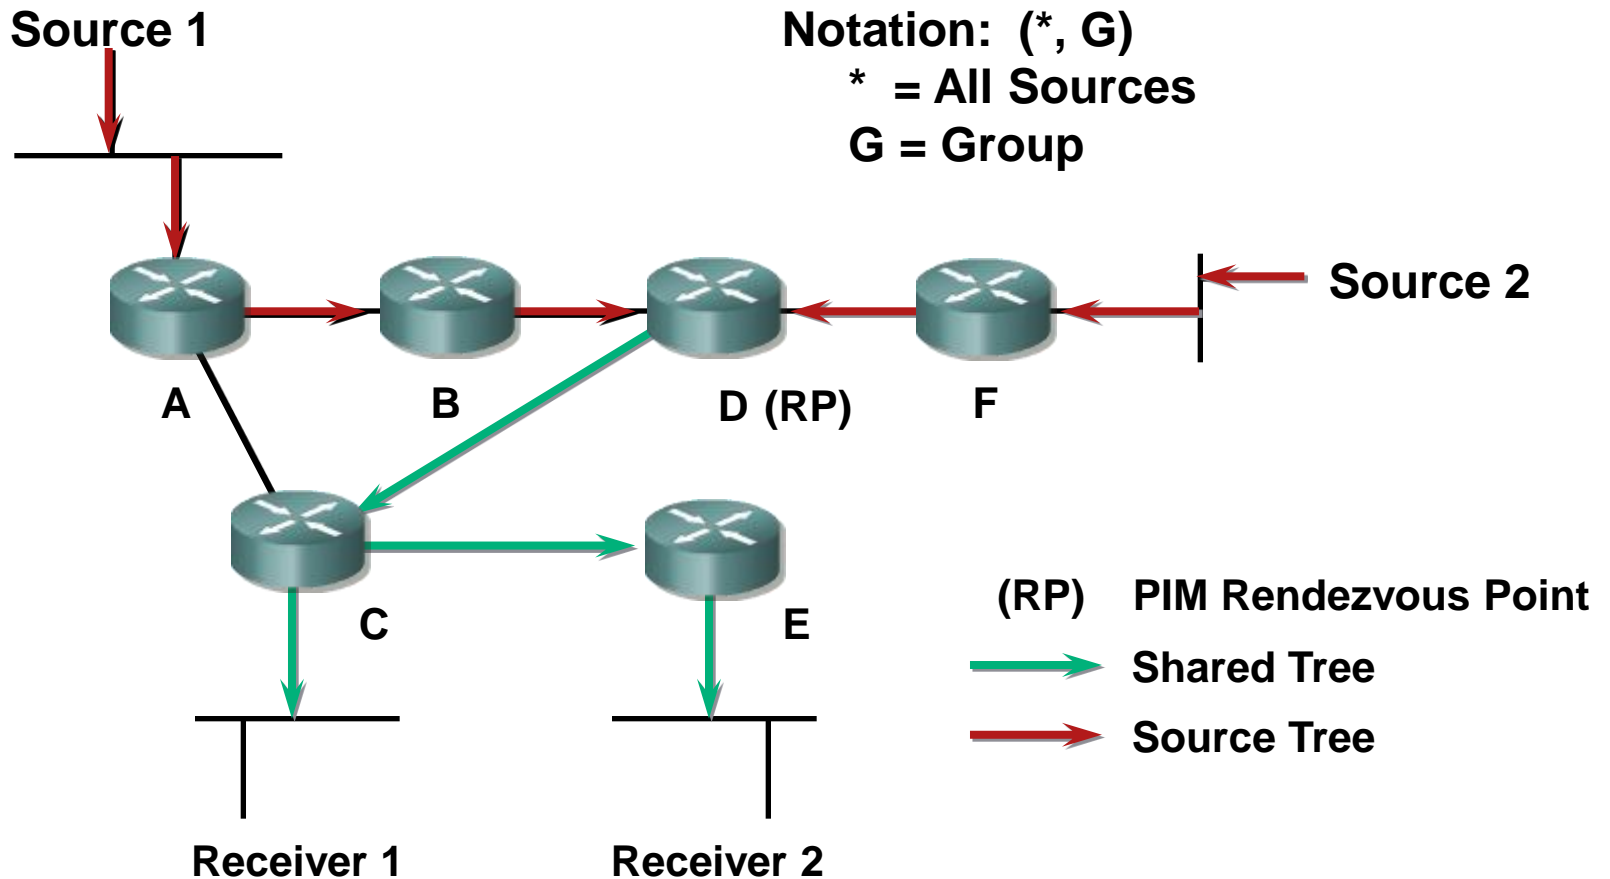 Source 1
Notation: (*, G)
* = All Sources
G = Group
Source 2
A
B
D (RP)
F
C
E
(RP) PIM Rendezvous Point
Shared Tree
Source Tree
Receiver 1
Receiver 2